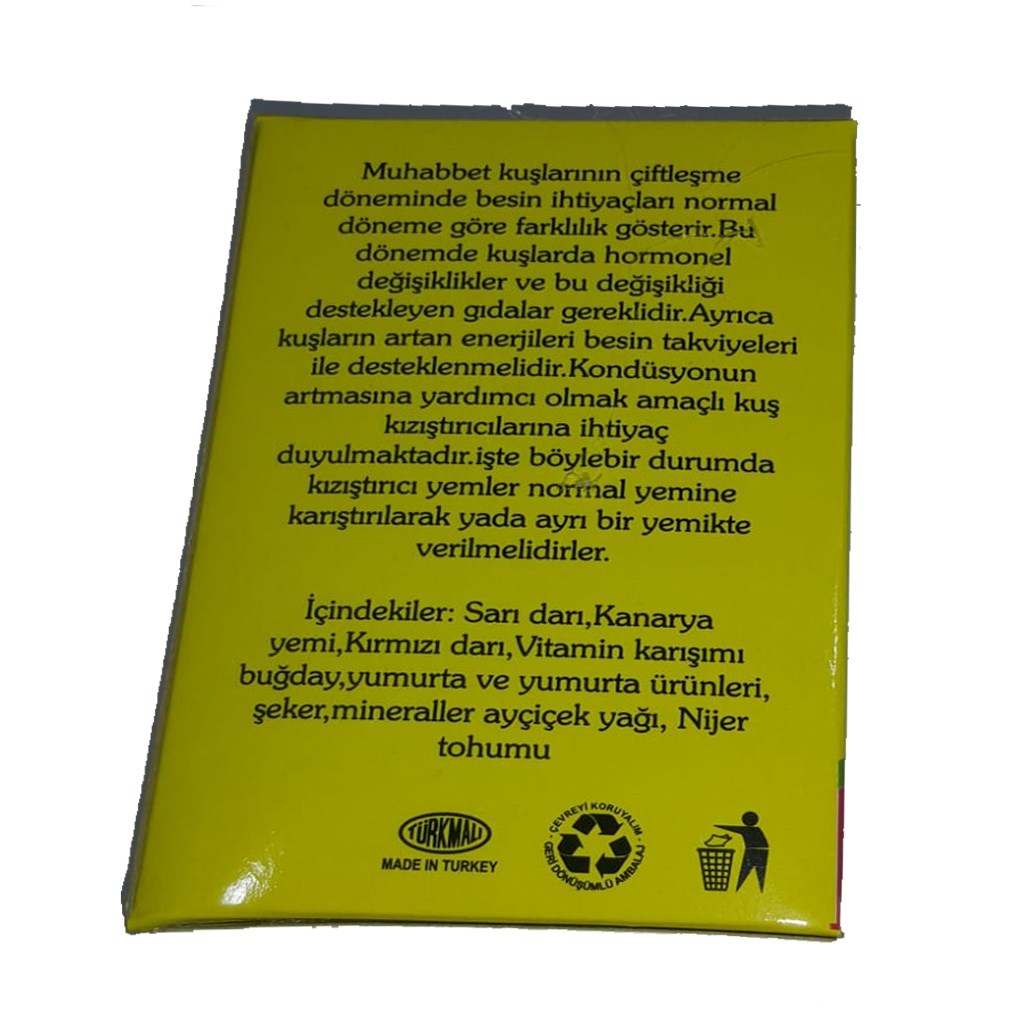 Muhabbet kuşlarının çiftleşme
döneminde besin ihtiyaçları normal
döneme göre farklılık gösterir.Bu
dönemde kuşlarda hormonel
değişiklikler ve bu değişikliği
destekleyen gıdalar gereklidir.Ayrıca
kuşların artan enerjileri besin takviyeleri
ile desteklenmelidir.Kondüsyonun
artmasına yardımcı olmak amaçlı kuş
kızıştırıcılarına ihtiyaç
duyulmaktadır.işte böylebir durumda
kızıştırıcı yemler normal yemine
karıştırılarak yada ayrı bir yemikte
verilmelidirler.
İçindekiler: Sarı darı,Kanarya
yemi,Kırmızı darı,Vitamin karışımı
buğday,yumurta ve yumurta ürünleri,
şeker,mineraller ayçiçek yağı, Nijer
tohumu
TÜRKMALI
MADE IN TURKEY
- ÇEVREYİ KORUYALIM -
GERİ DÖNÜŞÜMLÜ AMBALAJ